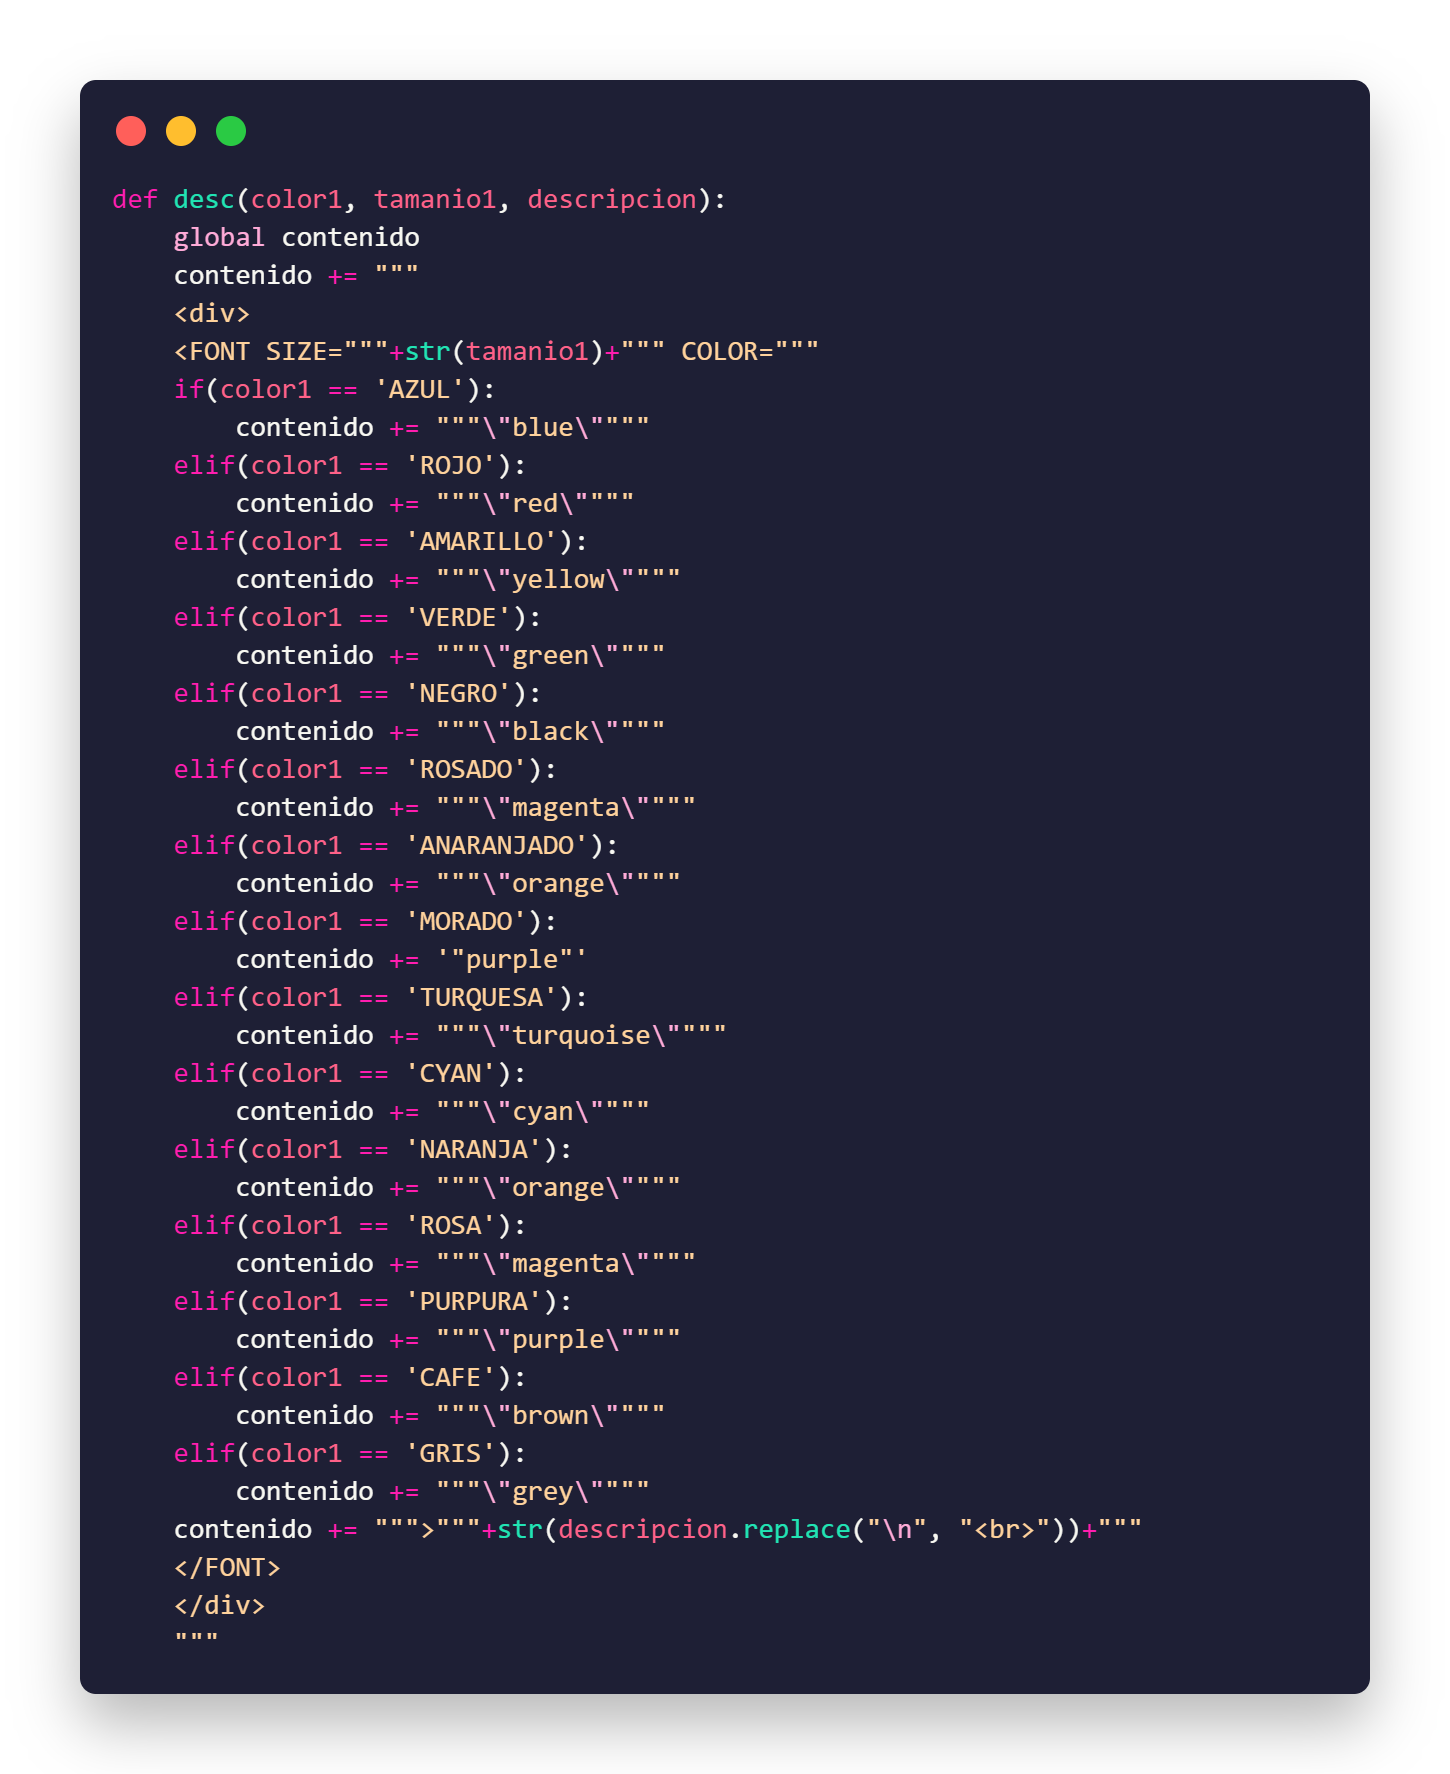 def desc(color1, tamanio1, descripcion):
    global contenido
    contenido += """
    <div>
    <FONT SIZE="""+str(tamanio1)+""" COLOR="""
    if(color1 == 'AZUL'):
        contenido += """\"blue\""""
    elif(color1 == 'ROJO'):
        contenido += """\"red\""""
    elif(color1 == 'AMARILLO'):
        contenido += """\"yellow\""""
    elif(color1 == 'VERDE'):
        contenido += """\"green\""""
    elif(color1 == 'NEGRO'):
        contenido += """\"black\""""
    elif(color1 == 'ROSADO'):
        contenido += """\"magenta\""""
    elif(color1 == 'ANARANJADO'):
        contenido += """\"orange\""""
    elif(color1 == 'MORADO'):
        contenido += '"purple"'
    elif(color1 == 'TURQUESA'):
        contenido += """\"turquoise\""""
    elif(color1 == 'CYAN'):
        contenido += """\"cyan\""""
    elif(color1 == 'NARANJA'):
        contenido += """\"orange\""""
    elif(color1 == 'ROSA'):
        contenido += """\"magenta\""""
    elif(color1 == 'PURPURA'):
        contenido += """\"purple\""""
    elif(color1 == 'CAFE'):
        contenido += """\"brown\""""
    elif(color1 == 'GRIS'):
        contenido += """\"grey\""""
    contenido += """>"""+str(descripcion.replace("\n", "<br>"))+"""
    </FONT>
    </div>
    """